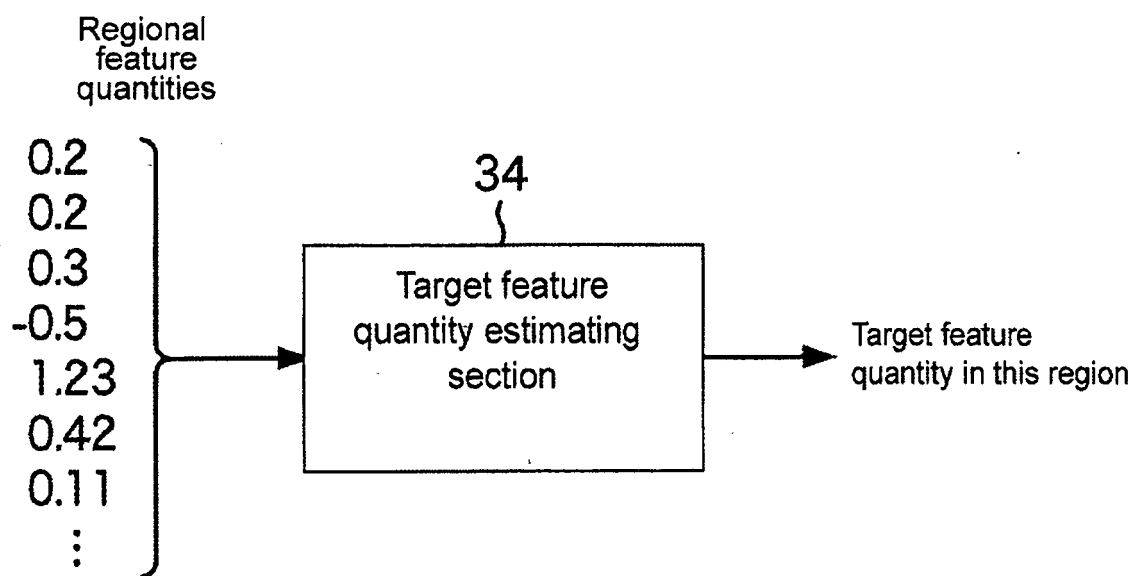 Regional
feature
quantities
0.2
0.2
0.3
-0.5
1.23
0.42
0.11
⋮
34
Target feature
quantity estimating
section
Target feature
quantity in this region